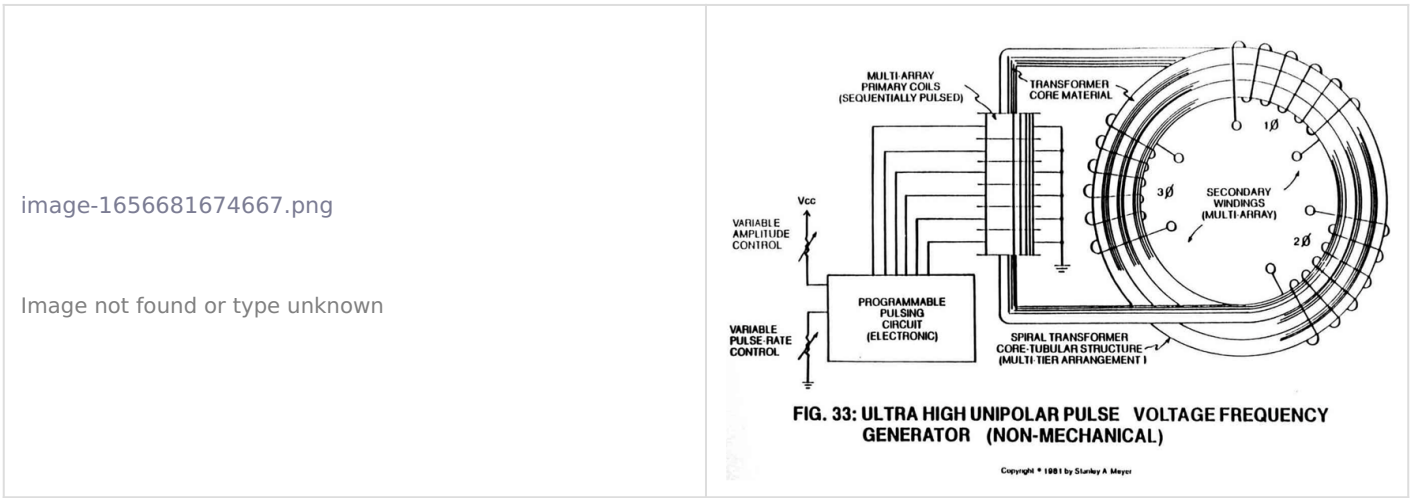 image-1656681674667.png
Image not found or type unknown
MULTI-ARRAY
PRIMARY COILS
(SEQUENTIALLY PULSED)
TRANSFORMER
CORE MATERIAL
1Ø
3Ø
SECONDARY
WINDINGS
(MULTI-ARRAY)
2Ø
Vcc
VARIABLE
AMPLITUDE
CONTROL
PROGRAMMABLE
PULSING
CIRCUIT
(ELECTRONIC)
VARIABLE
PULSE-RATE
CONTROL
SPIRAL TRANSFORMER
CORE-TUBULAR STRUCTURE
(MULTI-TIER ARRANGEMENT)
FIG. 33: ULTRA HIGH UNIPOLAR PULSE VOLTAGE FREQUENCY
GENERATOR (NON-MECHANICAL)
Copyright • 1981 by Stanley A Meyer